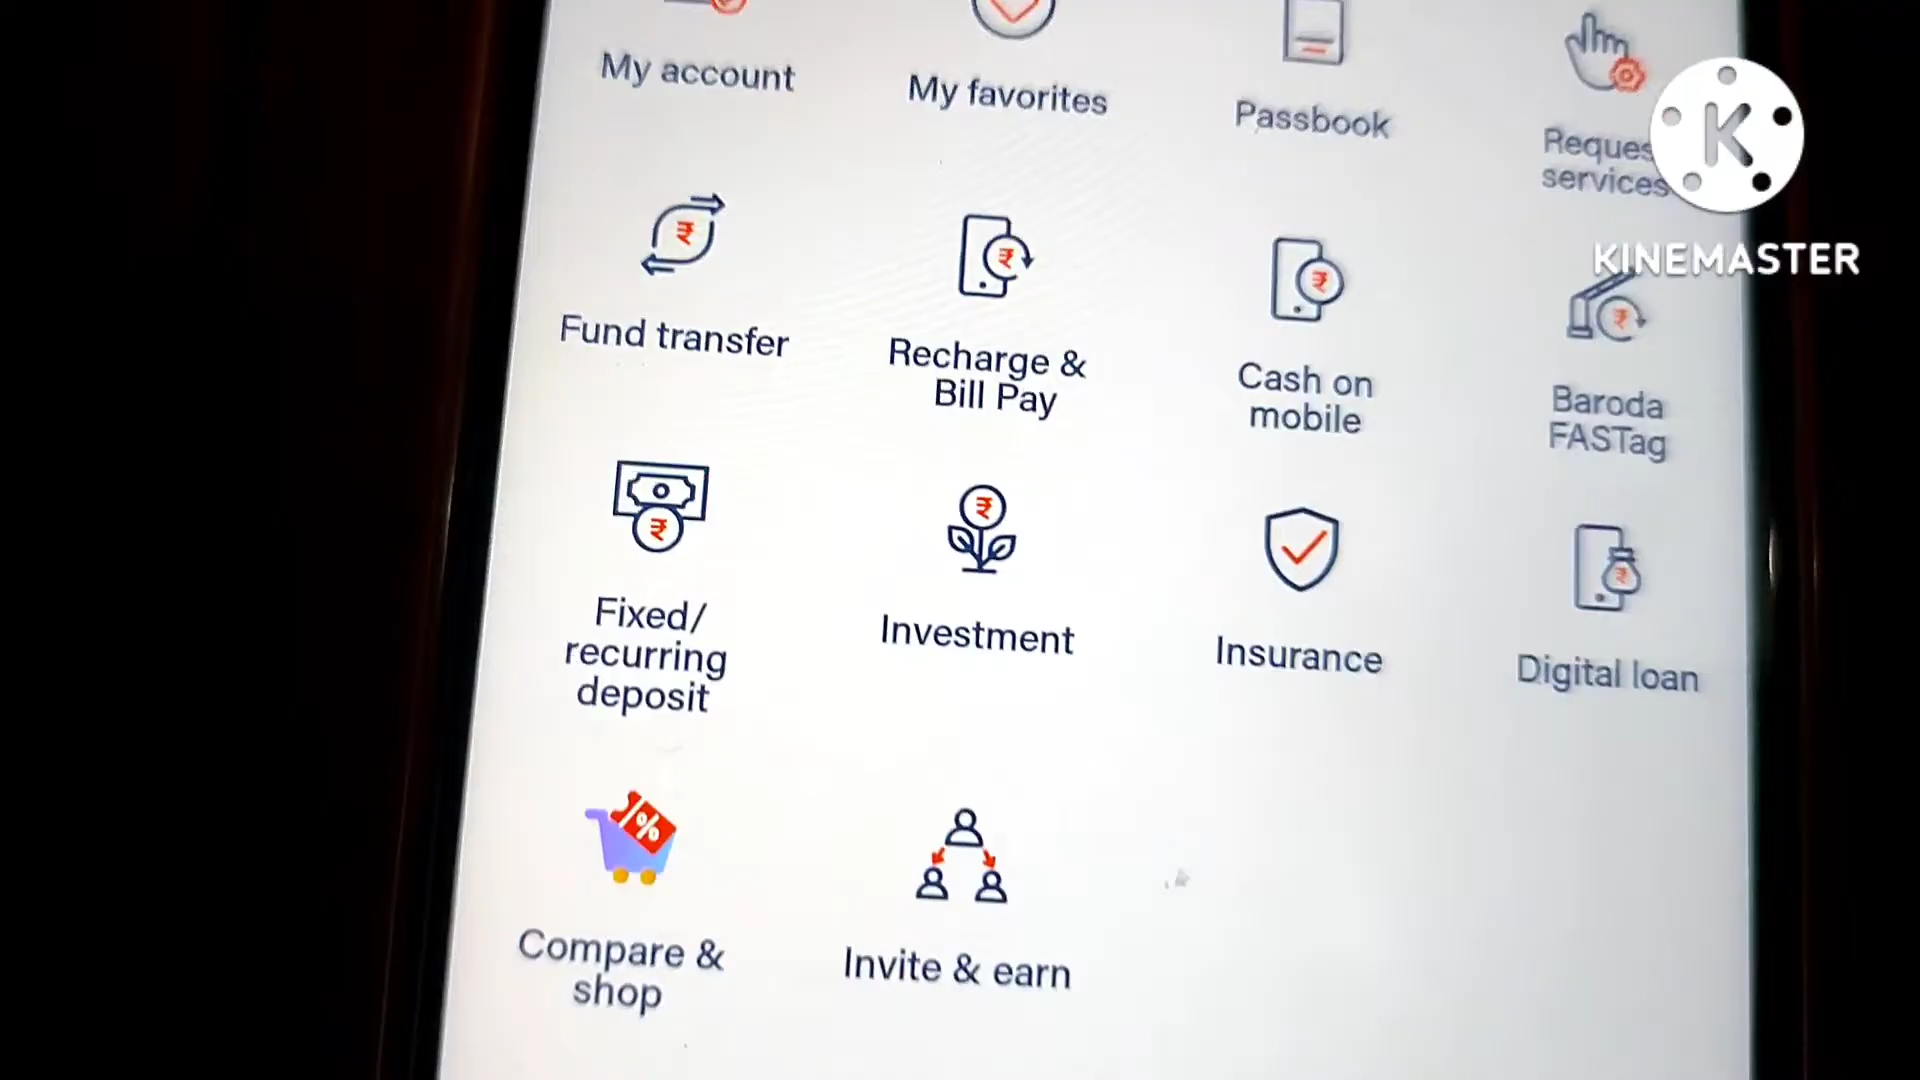 My account
My favorites
Passbook
Reques
services
K
KINEMASTER
Fund transfer
Recharge &
Bill Pay
Cash on
mobile
Baroda
FASTag
Fixed/
recurring
deposit
Investment
Insurance
Digital loan
Compare &
shop
Invite & earn